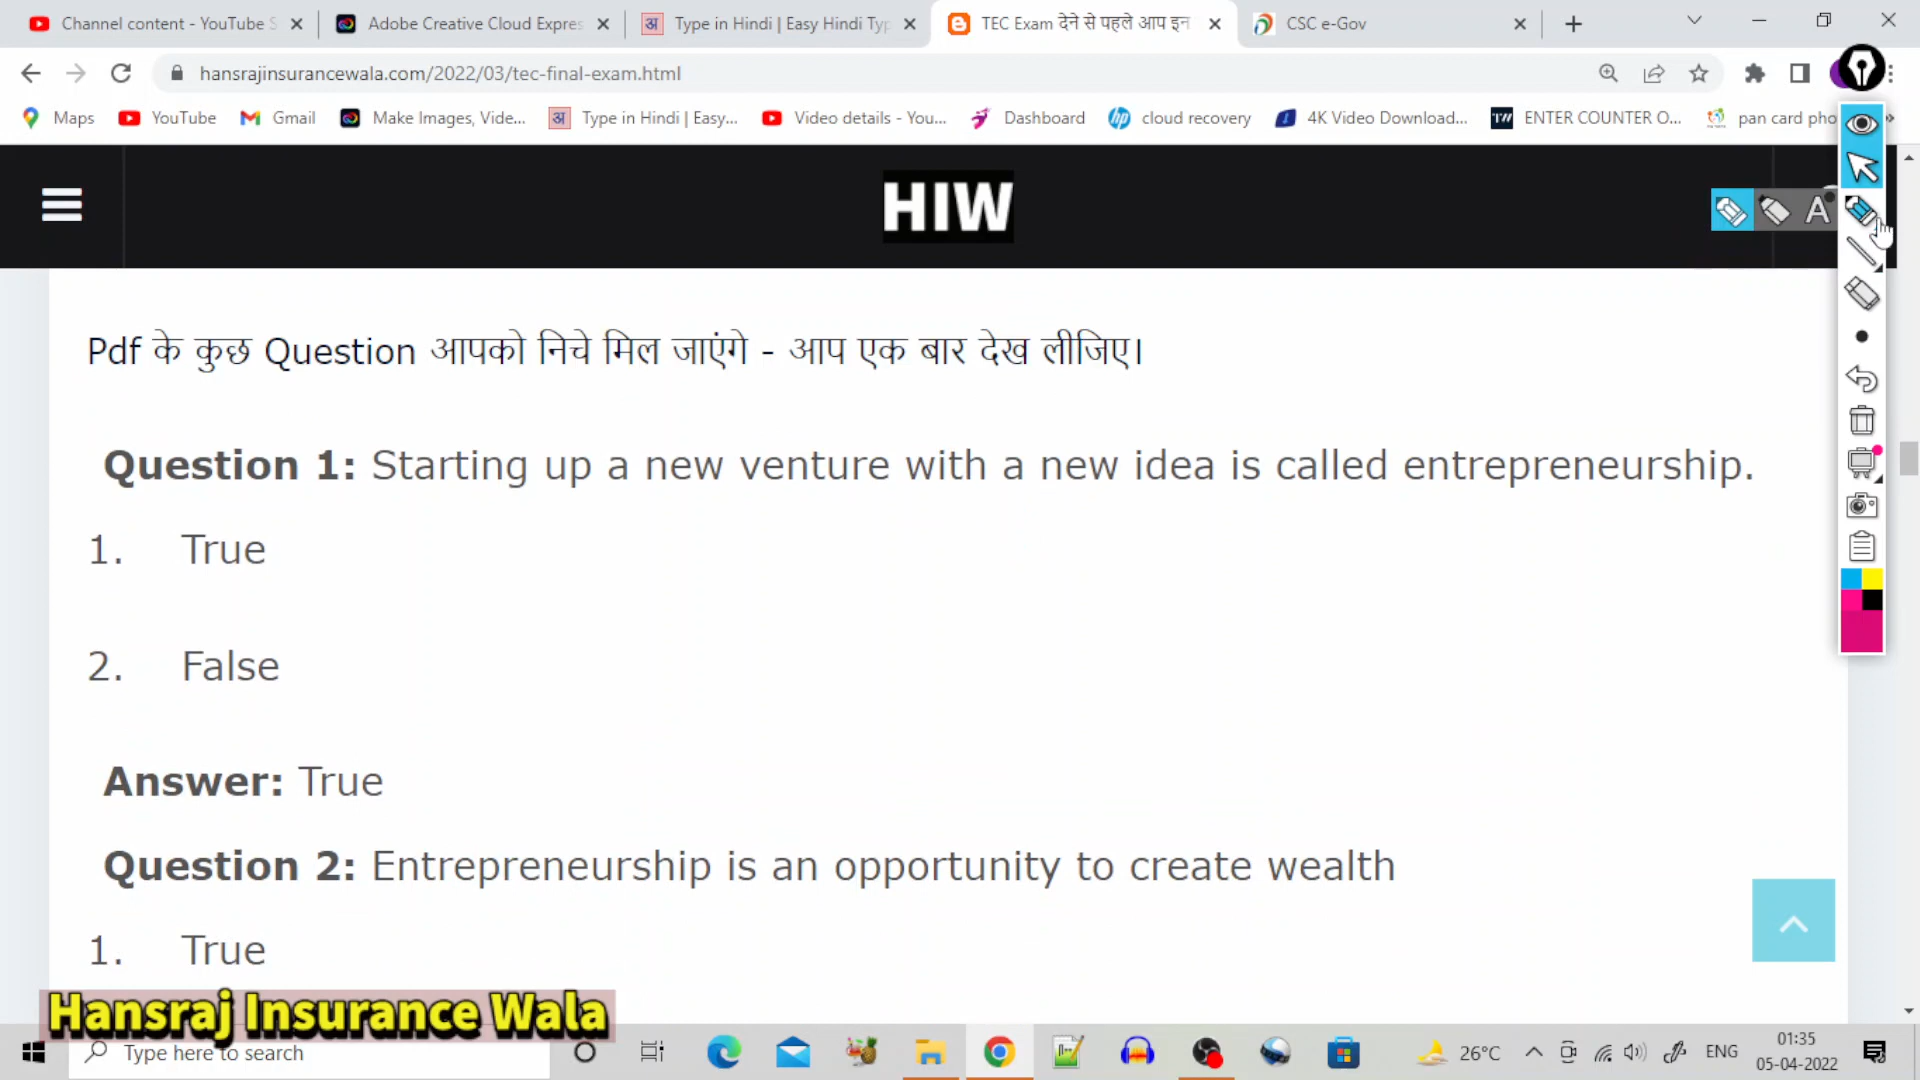 Channel content - YouTube S
Adobe Creative Cloud Expres
Type in Hindi | Easy Hindi Typ
TEC Exam देने से पहले आप इन
CSC e-Gov
hansrajinsurancewala.com/2022/03/tec-final-exam.html
Maps
YouTube
Gmail
Make Images, Vide...
Type in Hindi | Easy...
Video details - You...
Dashboard
cloud recovery
4K Video Download...
ENTER COUNTER O...
pan card pho
HIW
A
Pdf के कुछ Question आपको निचे मिल जाएंगे - आप एक बार देख लीजिए।
Question 1: Starting up a new venture with a new idea is called entrepreneurship.
1. True
2. False
Answer: True
Question 2: Entrepreneurship is an opportunity to create wealth
1. True
Hansraj Insurance Wala
Type here to search
26°C
ENG
01:35
05-04-2022